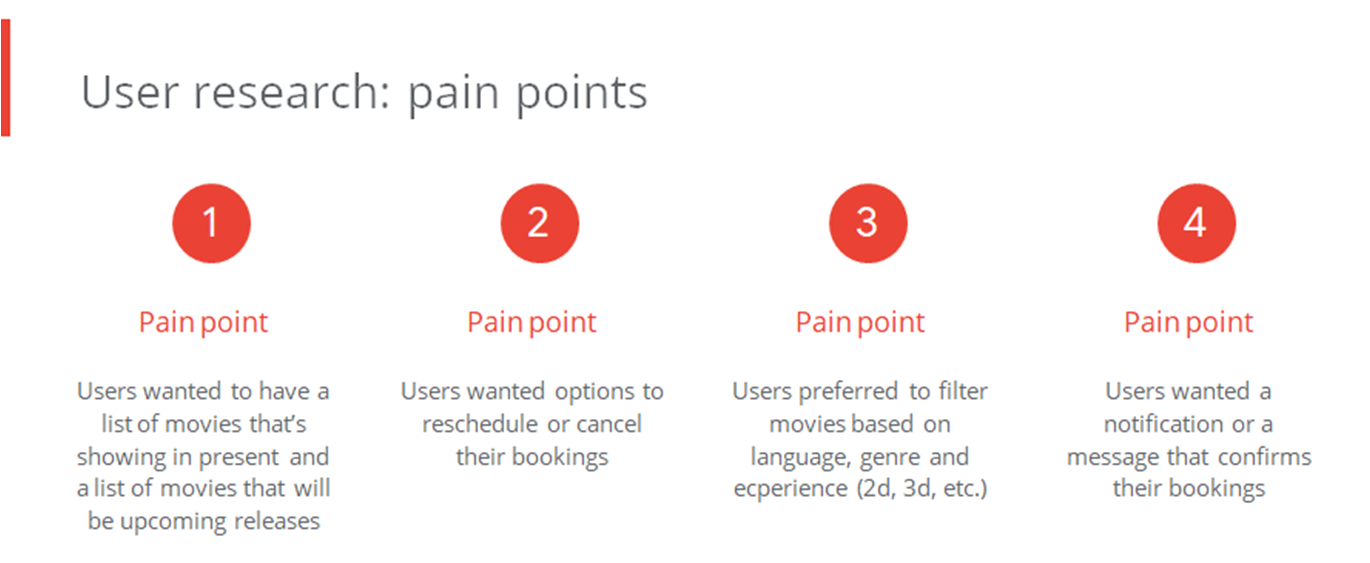 User research: pain points
1
Pain point
Users wanted to have a
list of movies that's
showing in present and
a list of movies that will
be upcoming releases
2
Pain point
Users wanted options to
reschedule or cancel
their bookings
3
Pain point
Users preferred to filter
movies based on
language, genre and
ecperience (2d, 3d, etc.)
4
Pain point
Users wanted a
notification or a
message that confirms
their bookings